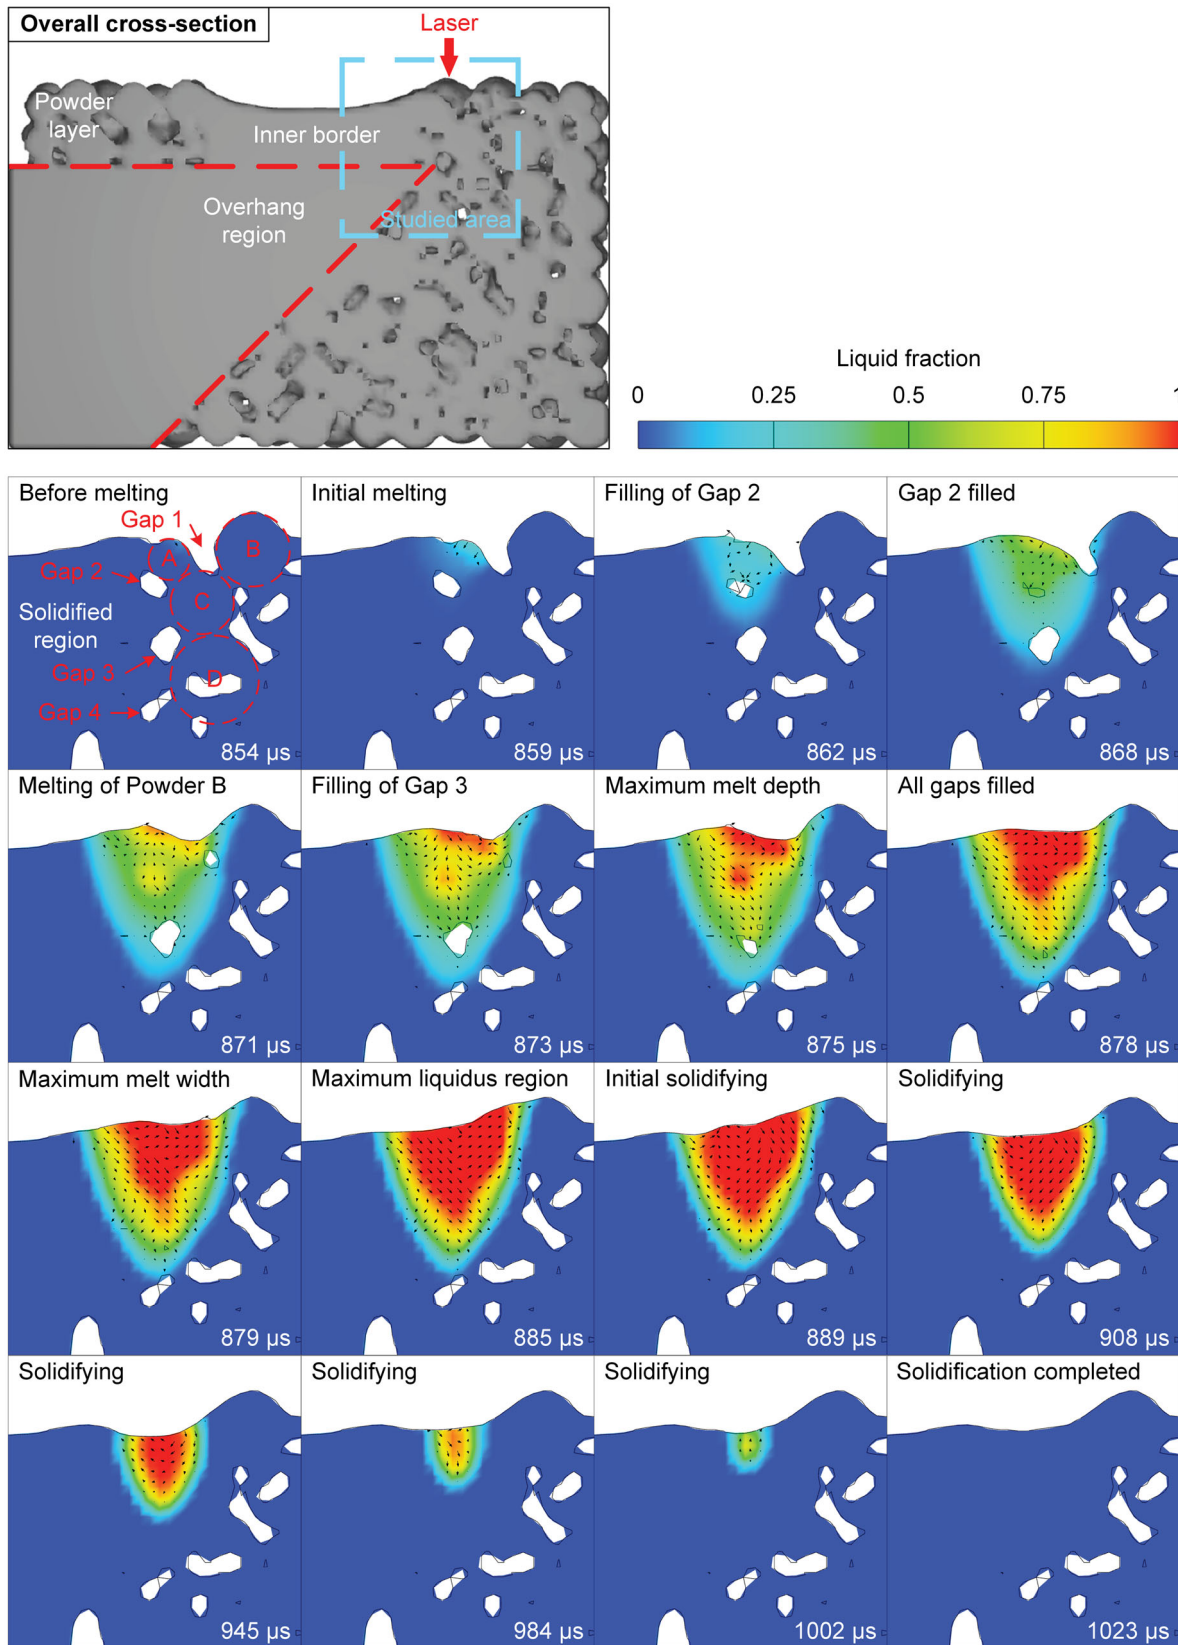 Overall cross-section
Laser
Powder
layer
Inner border
Overhang
region
Studied area
Liquid fraction
0 0.25 0.5 0.75 1
Before melting
Gap 1
A
B
Gap 2
C
Solidified
region
Gap 3
D
Gap 4
854 µs
Initial melting
859 µs
Filling of Gap 2
862 µs
Gap 2 filled
868 µs
Melting of Powder B
871 µs
Filling of Gap 3
873 µs
Maximum melt depth
875 µs
All gaps filled
878 µs
Maximum melt width
879 µs
Maximum liquidus region
885 µs
Initial solidifying
889 µs
Solidifying
908 µs
Solidifying
945 µs
Solidifying
984 µs
Solidifying
1002 µs
Solidification completed
1023 µs